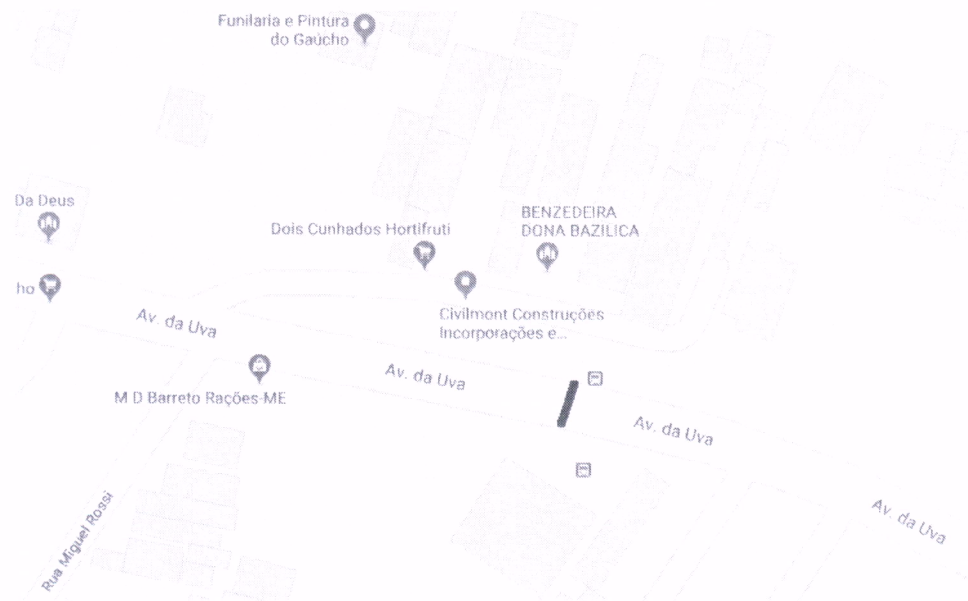 Funilaria e Pintura
do Gaúcho
Da Deus
BENZEDEIRA
DONA BAZILICA
Dois Cunhados Hortifruti
ho
Civilmont Construções
Incorporações e...
Av. da Uva
Av. da Uva
M D Barreto Rações-ME
Av. da Uva
Av. da Uva
Rua Miguel Rossi